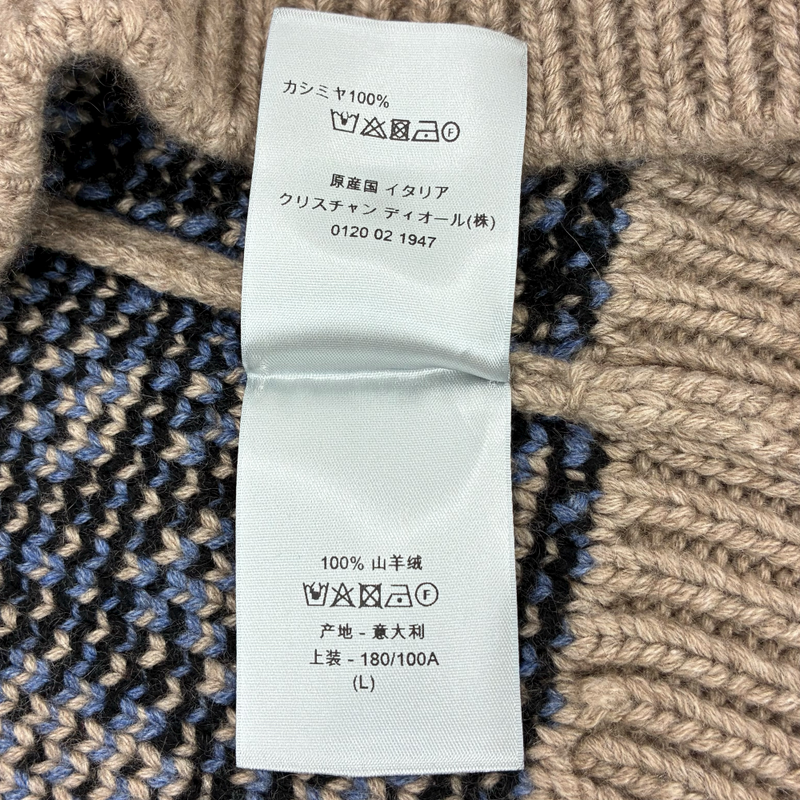 カシミヤ100%
F
原産国 イタリア
クリスチャン ディオール(株)
0120 02 1947
100% 山羊绒
F
产地 - 意大利
上装 - 180/100A
(L)